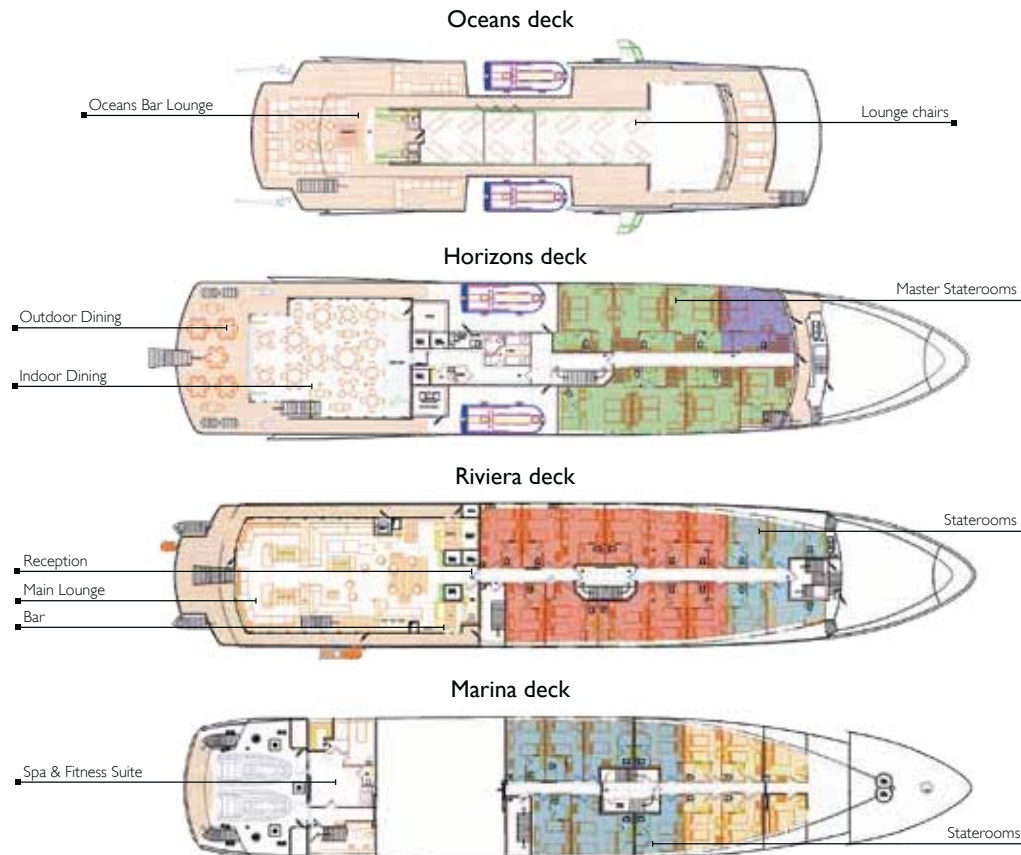 Oceans deck
Oceans Bar Lounge
Lounge chairs
Horizons deck
Master Staterooms
Outdoor Dining
Indoor Dining
Riviera deck
Staterooms
Reception
Main Lounge
Bar
Marina deck
Spa & Fitness Suite
Staterooms